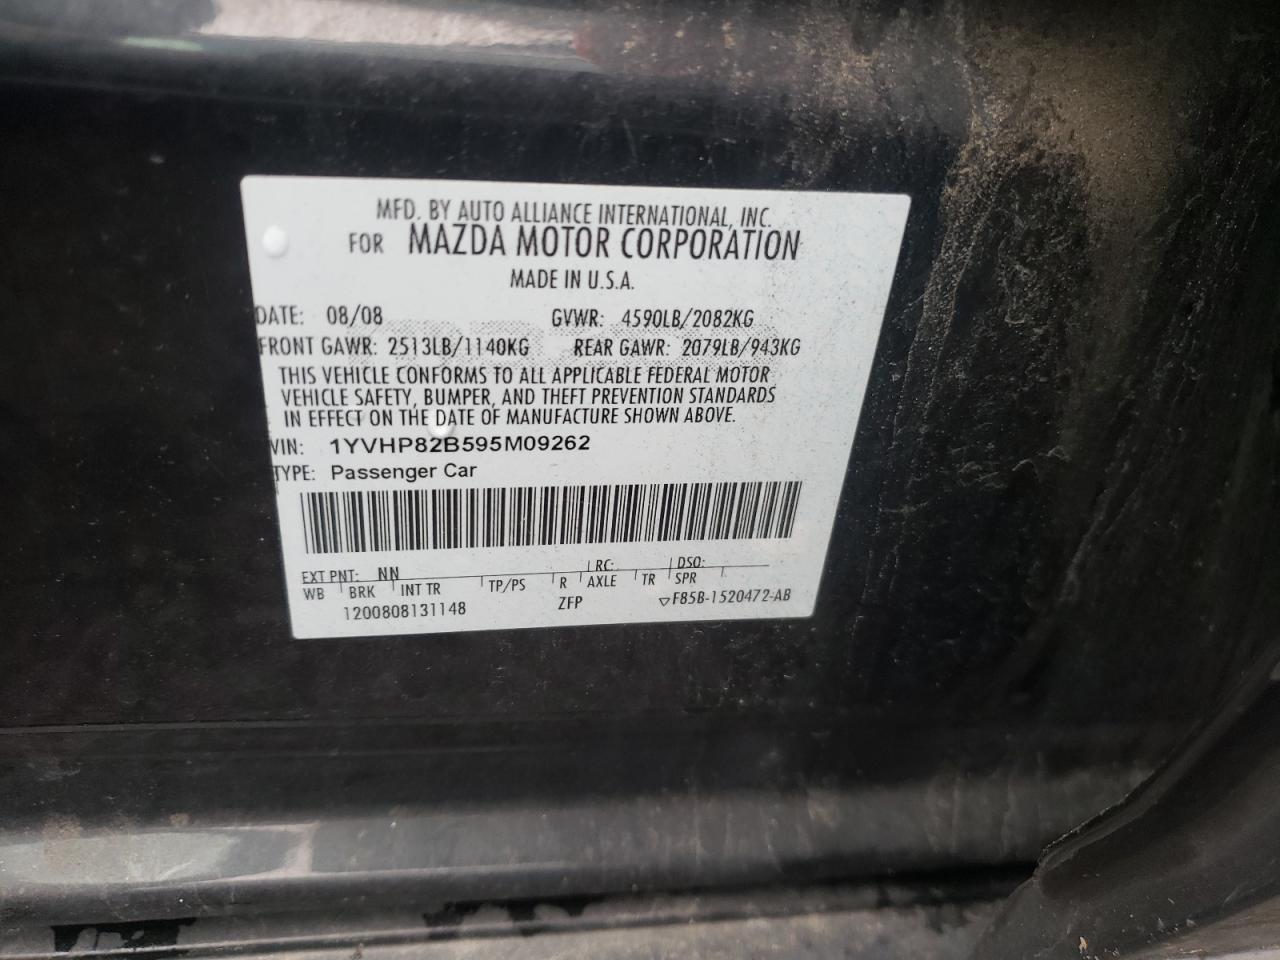 MFD. BY AUTO ALLIANCE INTERNATIONAL, INC.
FOR MAZDA MOTOR CORPORATION
MADE IN U.S.A.
DATE: 08/08 GVWR: 4590LB/2082KG
FRONT GAWR: 2513LB/1140KG REAR GAWR: 2079LB/943KG
THIS VEHICLE CONFORMS TO ALL APPLICABLE FEDERAL MOTOR
VEHICLE SAFETY, BUMPER, AND THEFT PREVENTION STANDARDS
IN EFFECT ON THE DATE OF MANUFACTURE SHOWN ABOVE.
VIN: 1YVHP82B595M09262
TYPE: Passenger Car
EXT PNT: NN RC: DSO:
WB BRK INT TR TP/PS R AXLE TR SPR
1200808131148 ZFP ▽F85B-1520472-AB